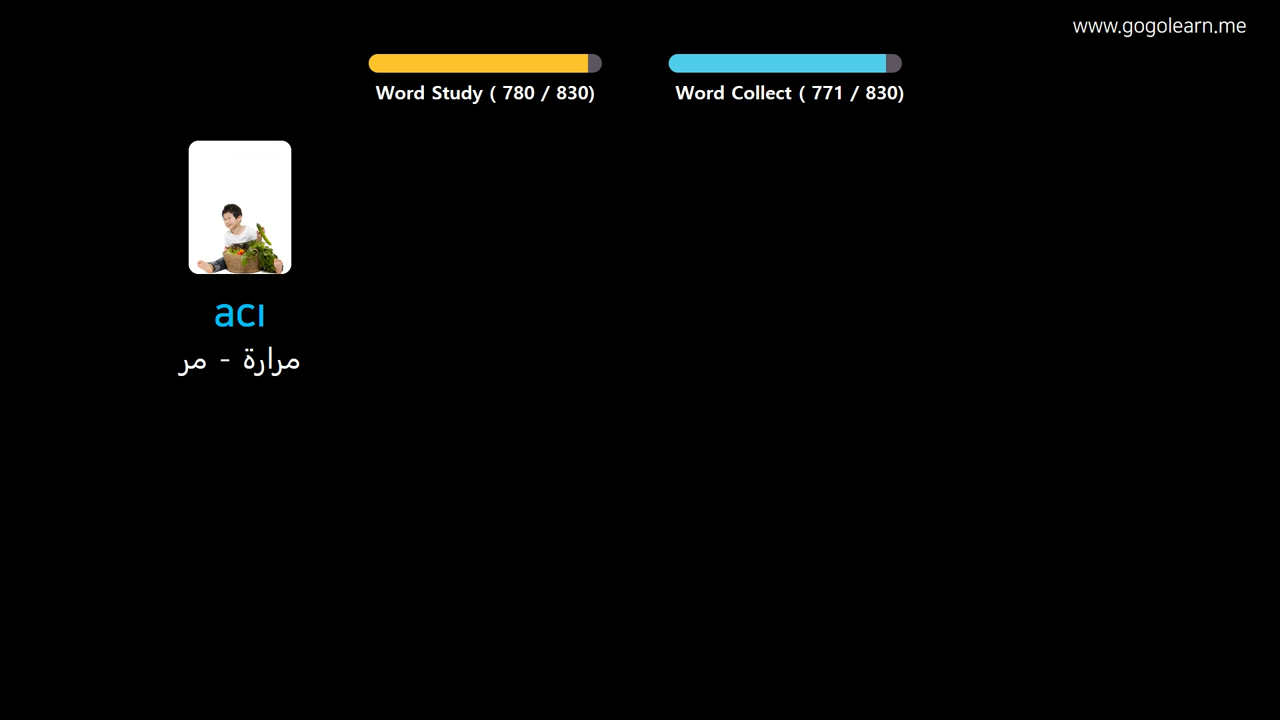 www.gogolearn.me
Word Study ( 780 / 830)
Word Collect ( 771 / 830)
acı
مرارة - مر